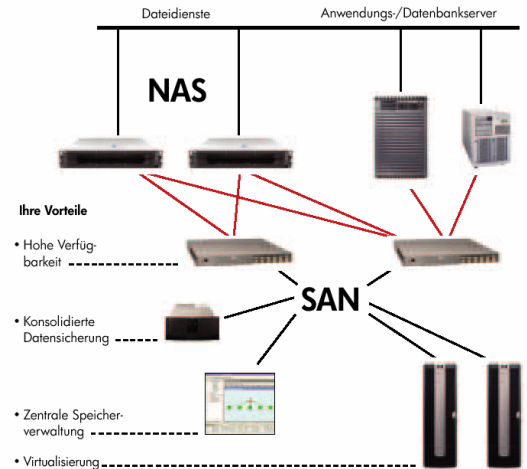 Dateidienste
Anwendungs-/Datenbankserver
NAS
Ihre Vorteile
• Hohe Verfüg-
barkeit
SAN
• Konsolidierte
Datensicherung
• Zentrale Speicher-
verwaltung
• Virtualisierung